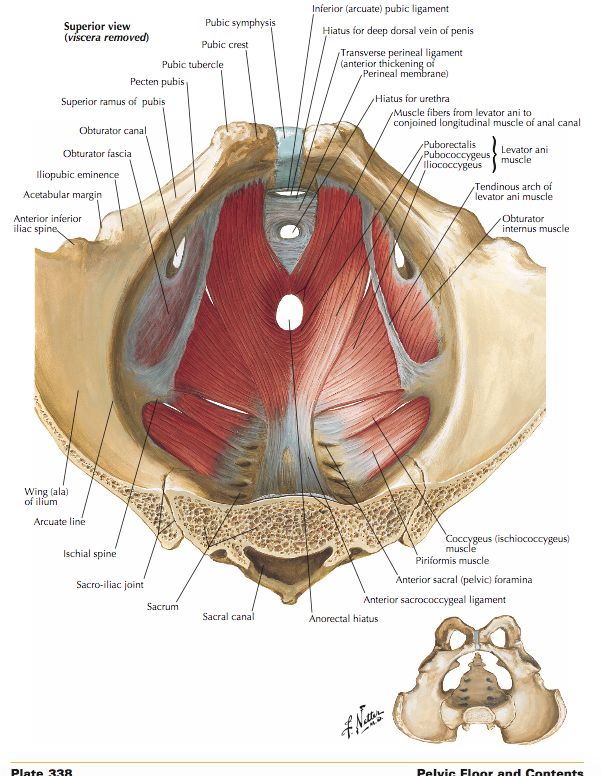 Superior view
(viscera removed)
Inferior (arcuate) pubic ligament
Pubic symphysis
Hiatus for deep dorsal vein of penis
Pubic crest
Transverse perineal ligament
(anterior thickening of
Perineal membrane)
Pubic tubercle
Pecten pubis
Hiatus for urethra
Superior ramus of pubis
Muscle fibers from levator ani to
conjoined longitudinal muscle of anal canal
Obturator canal
Puborectalis
Pubococcygeus
Iliococcygeus
Levator ani
muscle
Obturator fascia
Iliopubic eminence
Tendinous arch of
levator ani muscle
Acetabular margin
Anterior inferior
iliac spine
Obturator
internus muscle
Wing (ala)
of ilium
Arcuate line
Coccygeus (ischiococcygeus)
muscle
Ischial spine
Piriformis muscle
Sacro-iliac joint
Anterior sacral (pelvic) foramina
Sacrum
Anterior sacrococcygeal ligament
Sacral canal
Anorectal hiatus
F. Netter
M.D.
Plate 338
Pelvic Floor and Contents